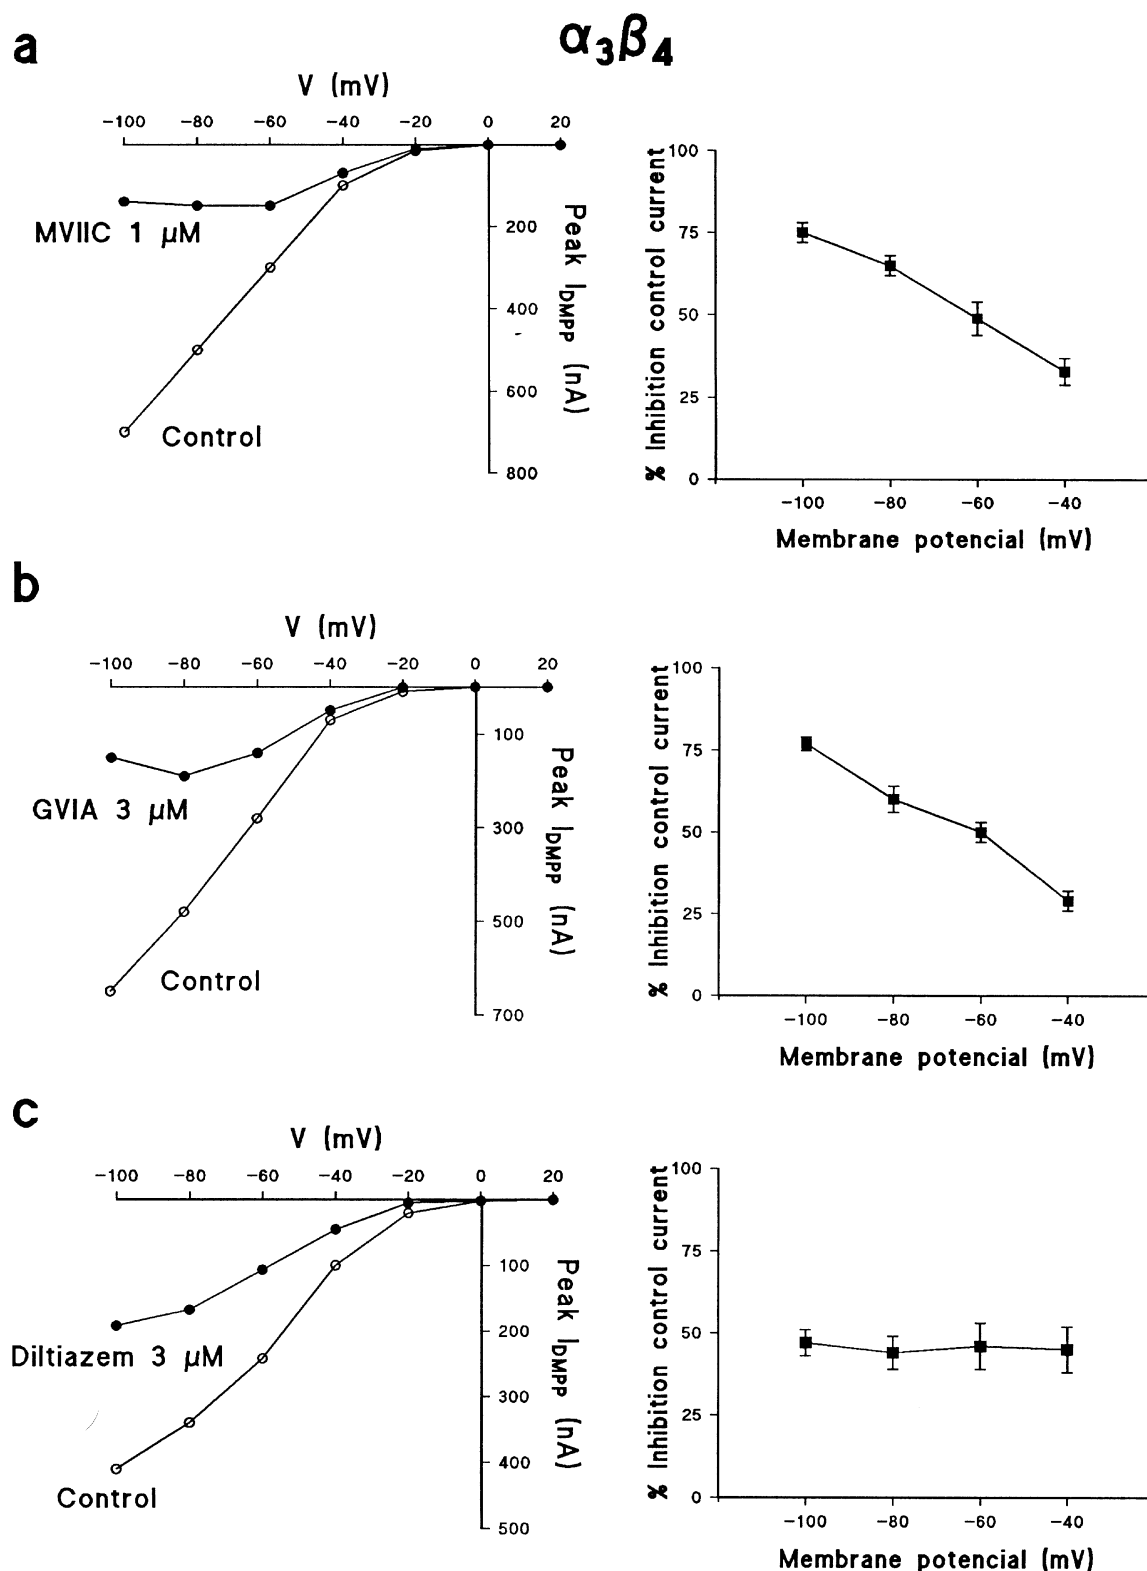 α₃β₄
a
V (mV)
−100 −80 −60 −40 −20 0 20
200
400
600
800
Peak I_DMPP (nA)
MVIIC 1 µM
Control
100
75
50
25
0
% Inhibition control current
−100 −80 −60 −40
Membrane potencial (mV)
b
V (mV)
−100 −80 −60 −40 −20 0 20
100
300
500
700
Peak I_DMPP (nA)
GVIA 3 µM
Control
100
75
50
25
0
% Inhibition control current
−100 −80 −60 −40
Membrane potencial (mV)
c
V (mV)
−100 −80 −60 −40 −20 0 20
100
200
300
400
500
Peak I_DMPP (nA)
Diltiazem 3 µM
Control
100
75
50
25
0
% Inhibition control current
−100 −80 −60 −40
Membrane potencial (mV)